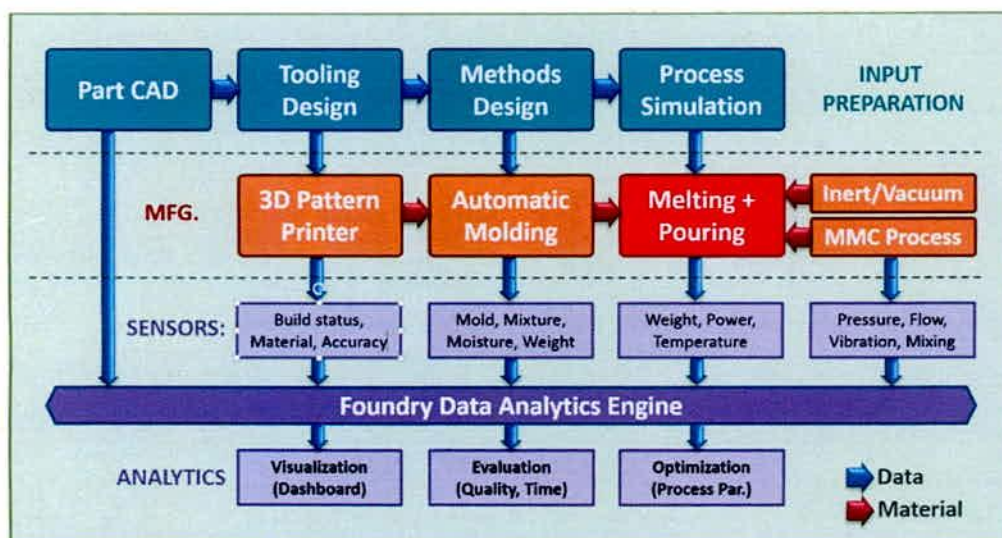 Part CAD
Tooling
Design
Methods
Design
Process
Simulation
INPUT
PREPARATION
MFG.
3D Pattern
Printer
Automatic
Molding
Melting +
Pouring
Inert/Vacuum
MMC Process
SENSORS:
Build status,
Material, Accuracy
Mold, Mixture,
Moisture, Weight
Weight, Power,
Temperature
Pressure, Flow,
Vibration, Mixing
Foundry Data Analytics Engine
ANALYTICS
Visualization
(Dashboard)
Evaluation
(Quality, Time)
Optimization
(Process Par.)
Data
Material